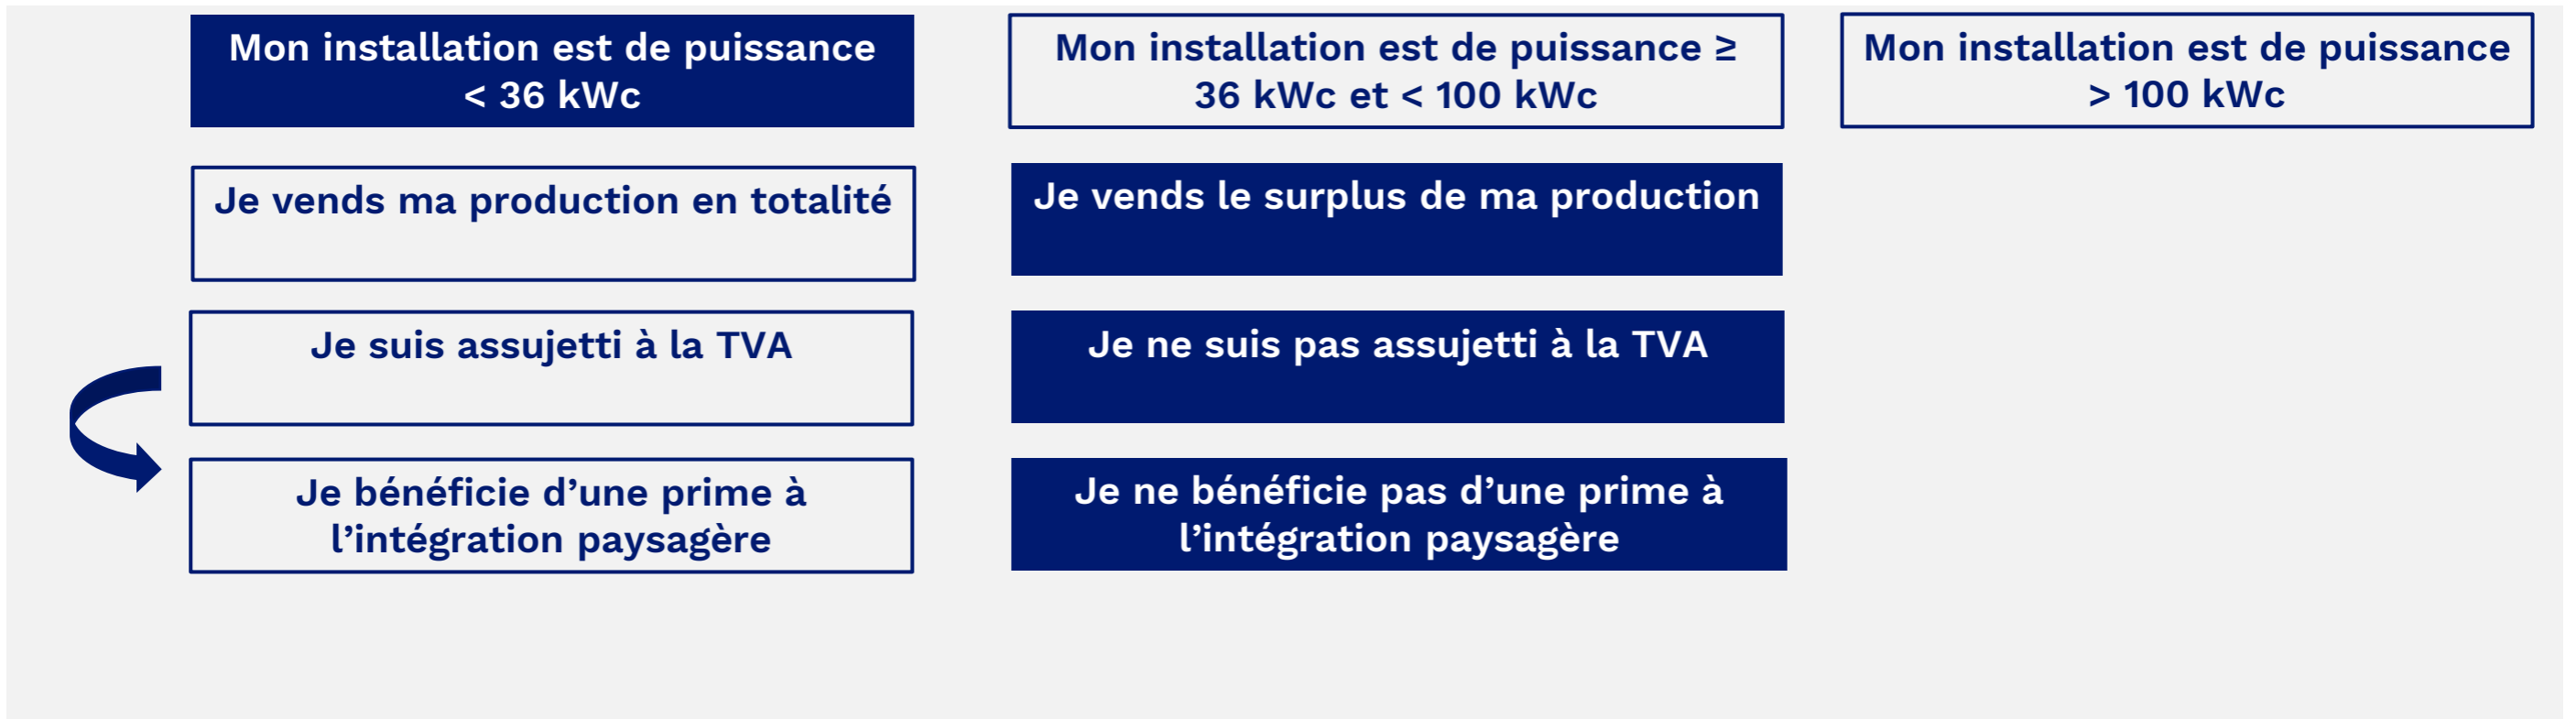 Mon installation est de puissance
< 36 kWc
Mon installation est de puissance ≥
36 kWc et < 100 kWc
Mon installation est de puissance
> 100 kWc
Je vends ma production en totalité
Je vends le surplus de ma production
Je suis assujetti à la TVA
Je ne suis pas assujetti à la TVA
Je bénéficie d’une prime à
l’intégration paysagère
Je ne bénéficie pas d’une prime à
l’intégration paysagère